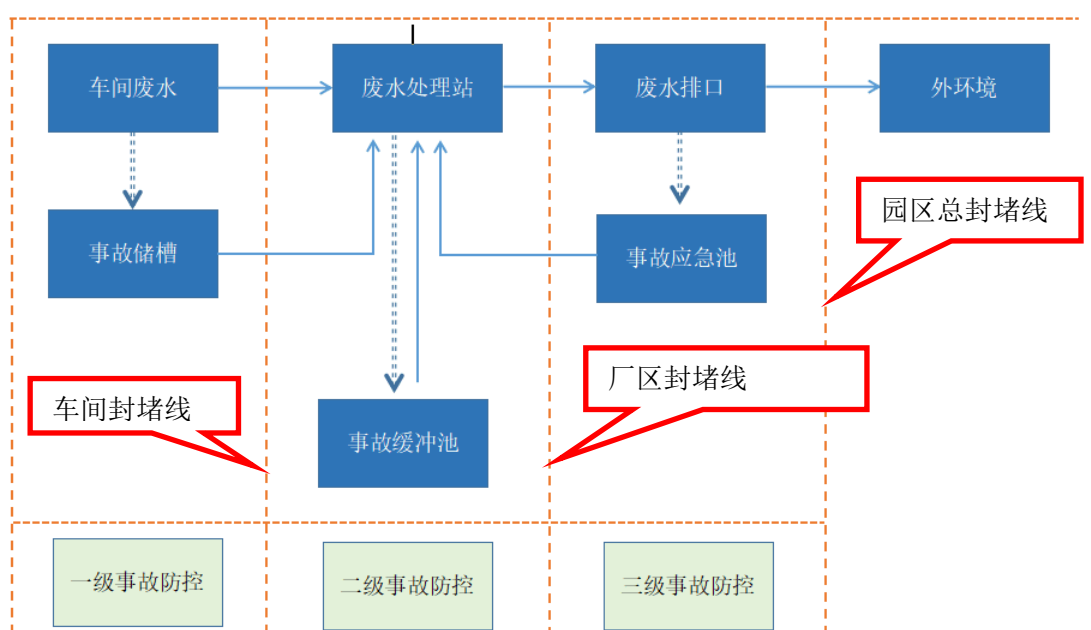 车间废水
废水处理站
废水排口
外环境
园区总封堵线
事故储槽
事故应急池
厂区封堵线
车间封堵线
事故缓冲池
一级事故防控
二级事故防控
三级事故防控